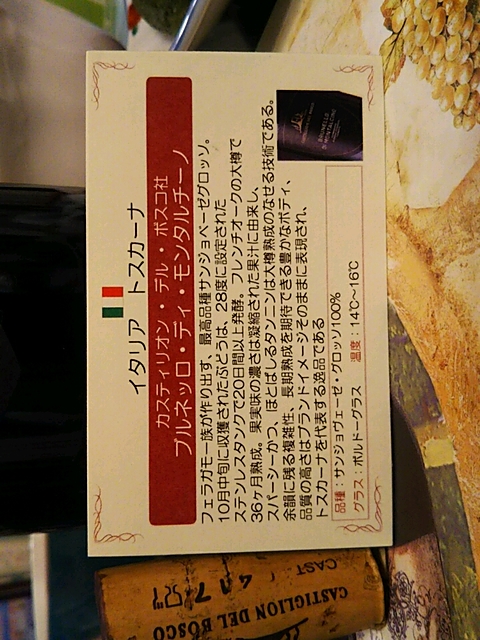 イタリア トスカーナ
カスティリオン・デル・ボスコ社
ブルネッロ・ディ・モンタルチーノ
フェラガモ一族が作り出す、最高品種サンジョベーゼグロッソ。
10月中旬に収獲されたぶどうは、28度に設定された
ステンレスタンクで20日間以上発酵。フレンチオークの大樽で
36ヶ月熟成。果実味の濃さは凝縮された果汁に由来し、
スパーシーかつ、ほとばしるタンニンは大樽熟成のなせる技術である。
余韻に残る複雑性、長期熟成を期待できる豊かなボディ、
品質の高さはブランドイメージそのままに表現され、
トスカーナを代表する逸品である
品種：サンジョヴェーゼ・グロッソ100%
グラス：ボルドーグラス 温度：14℃～16℃
BRUNELLO
DI MONTALCINO
417
CAST
CASTIGLION DEL BOSCO